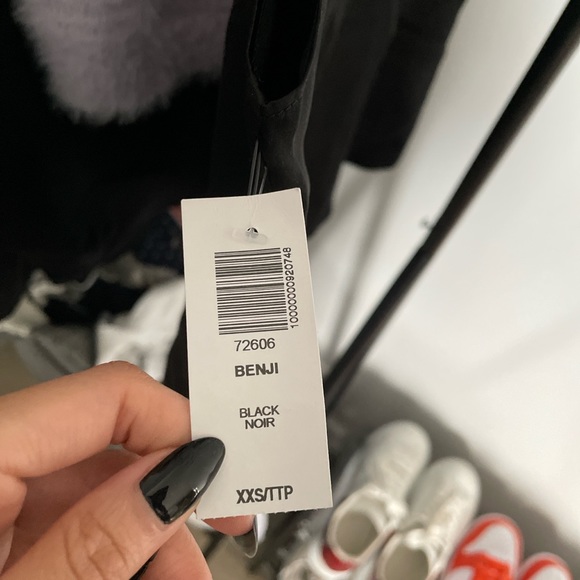 10000000920748
72606
BENJI
BLACK
NOIR
XXS/TTP